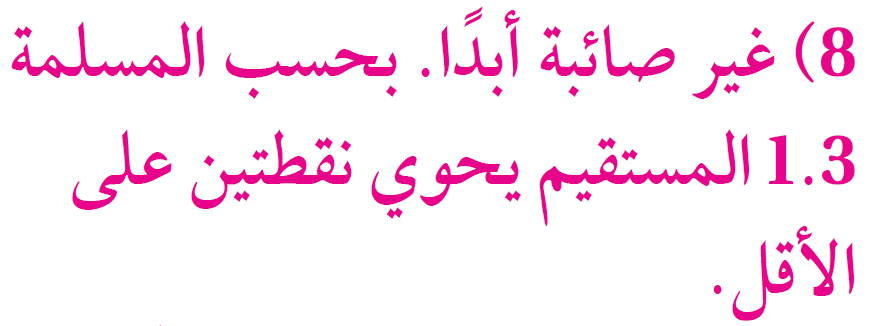 8) غير صائبة أبدًا. بحسب المسلمة
1.3 المستقيم يحوي نقطتين على
الأقل.